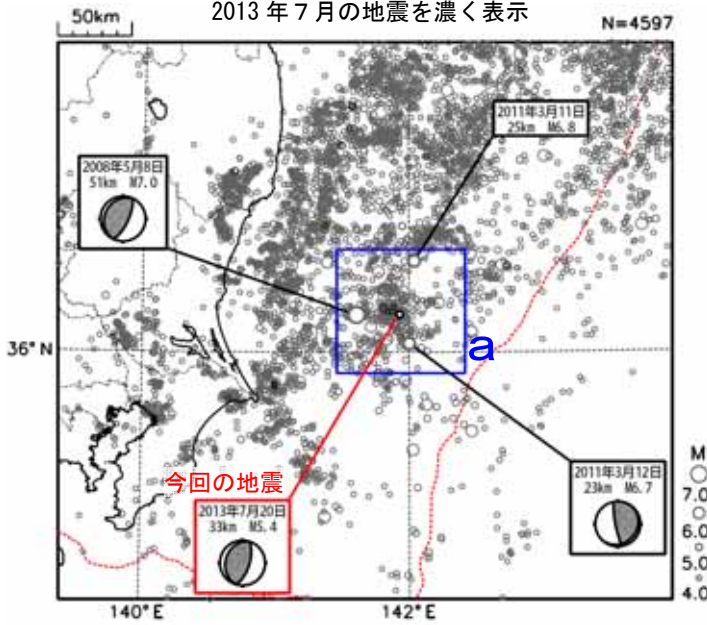 2013年7月の地震を濃く表示
50km
N=4597
2011年3月11日
25km M6.8
2008年5月8日
51km M7.0
36°N
a
今回の地震
2013年7月20日
33km M5.4
2011年3月12日
23km M6.7
M
7.0
6.0
5.0
4.0
140°E
142°E